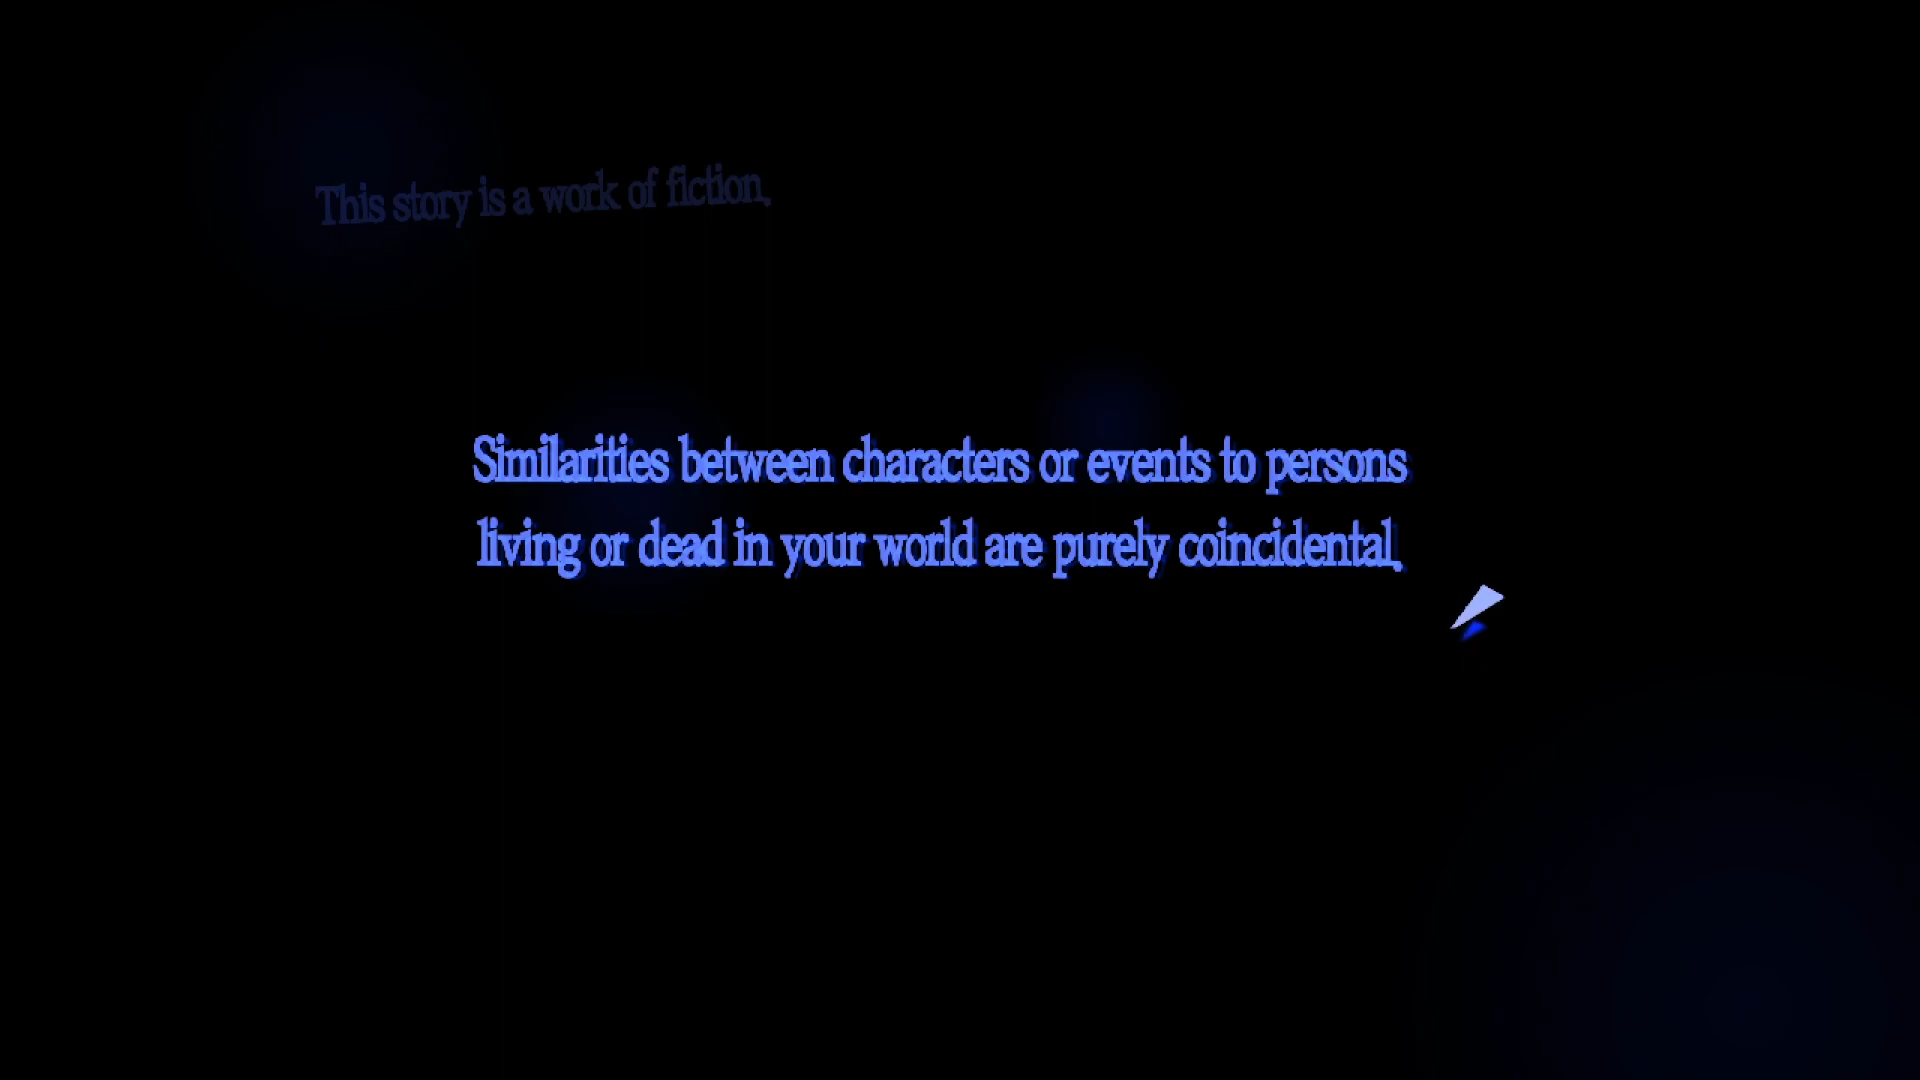 This story is a work of fiction.
Similarities between characters or events to persons
living or dead in your world are purely coincidental.